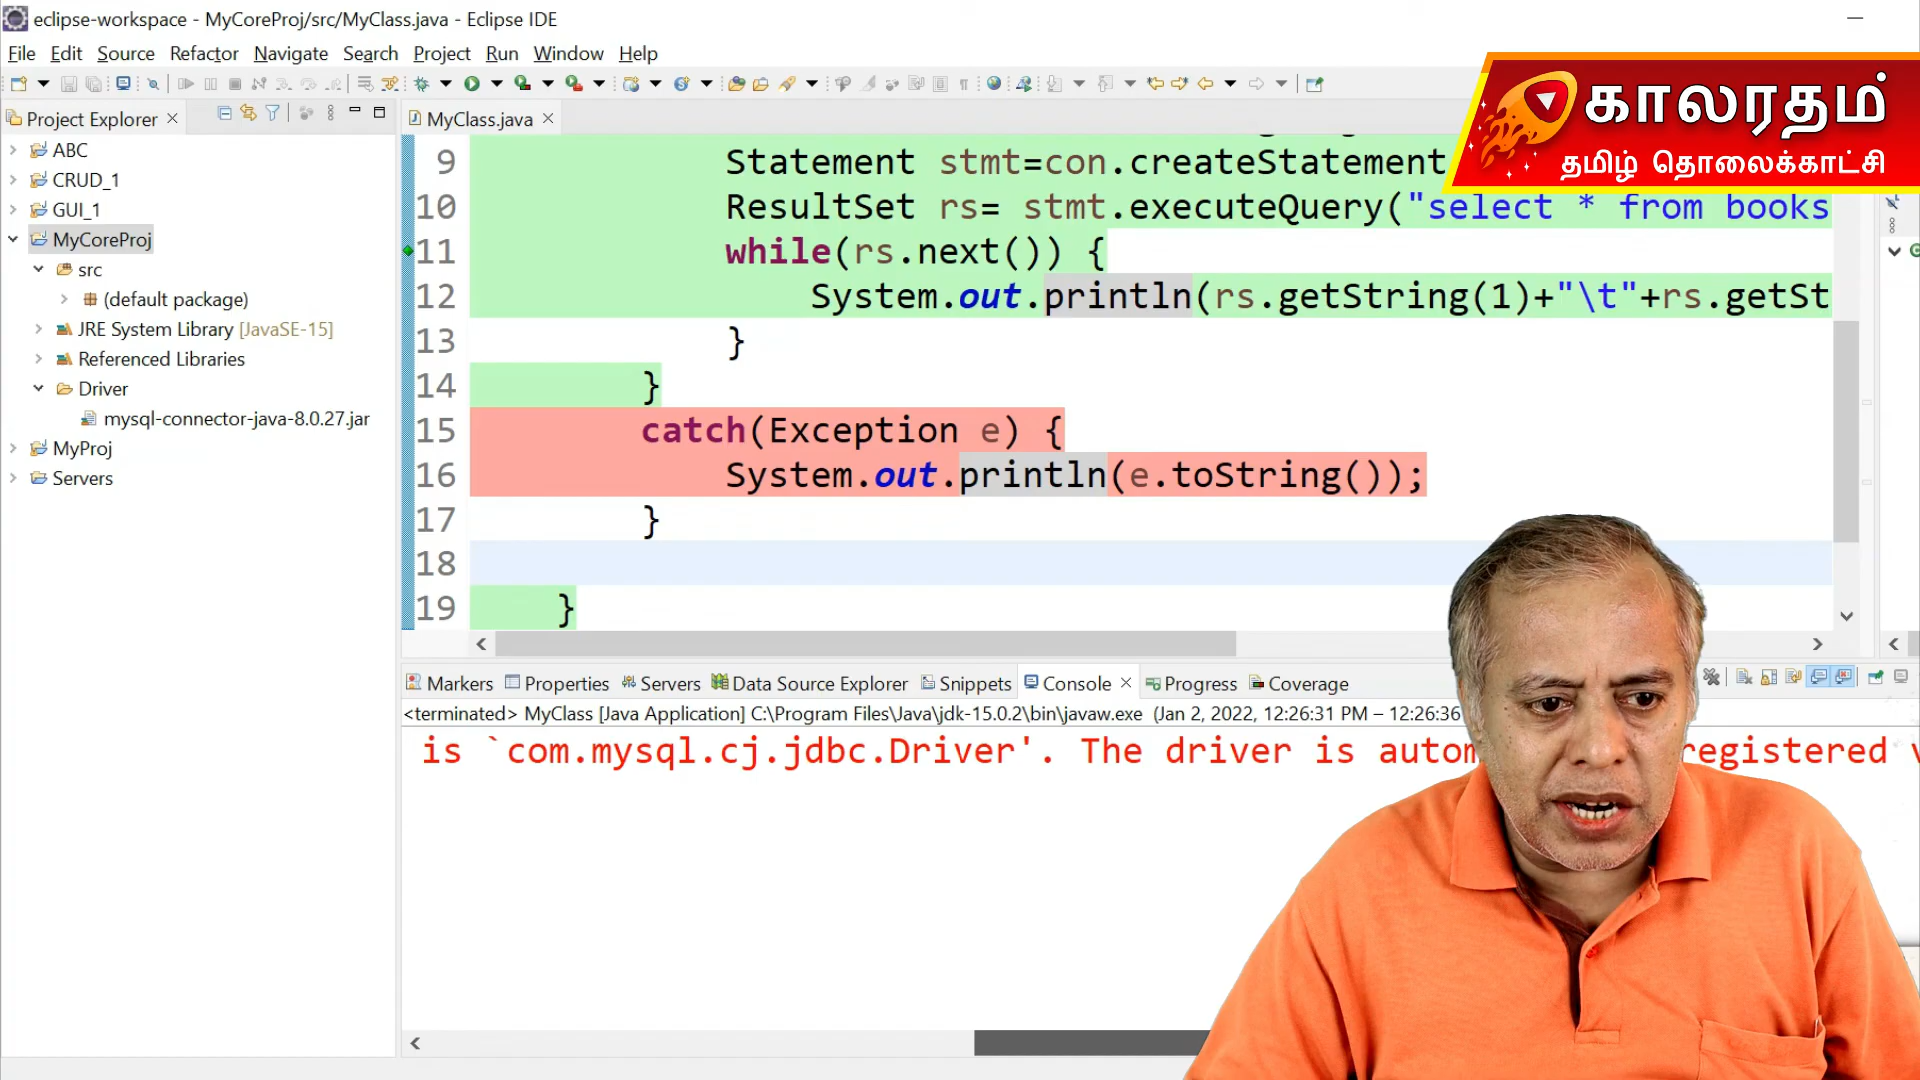 eclipse-workspace - MyCoreProj/src/MyClass.java - Eclipse IDE
File Edit Source Refactor Navigate Search Project Run Window Help
காலரதம்
தமிழ் தொலைக்காட்சி
Project Explorer
MyClass.java
ABC
CRUD_1
GUI_1
MyCoreProj
src
(default package)
JRE System Library [JavaSE-15]
Referenced Libraries
Driver
mysql-connector-java-8.0.27.jar
MyProj
Servers
9 Statement stmt=con.createStatement
10 ResultSet rs= stmt.executeQuery("select * from books
11 while(rs.next()) {
12 System.out.println(rs.getString(1)+"\t"+rs.getSt
13 }
14 }
15 catch(Exception e) {
16 System.out.println(e.toString());
17 }
18
19 }
Markers Properties Servers Data Source Explorer Snippets Console Progress Coverage
<terminated> MyClass [Java Application] C:\Program Files\Java\jdk-15.0.2\bin\javaw.exe (Jan 2, 2022, 12:26:31 PM – 12:26:36
is `com.mysql.cj.jdbc.Driver'. The driver is autom registered v